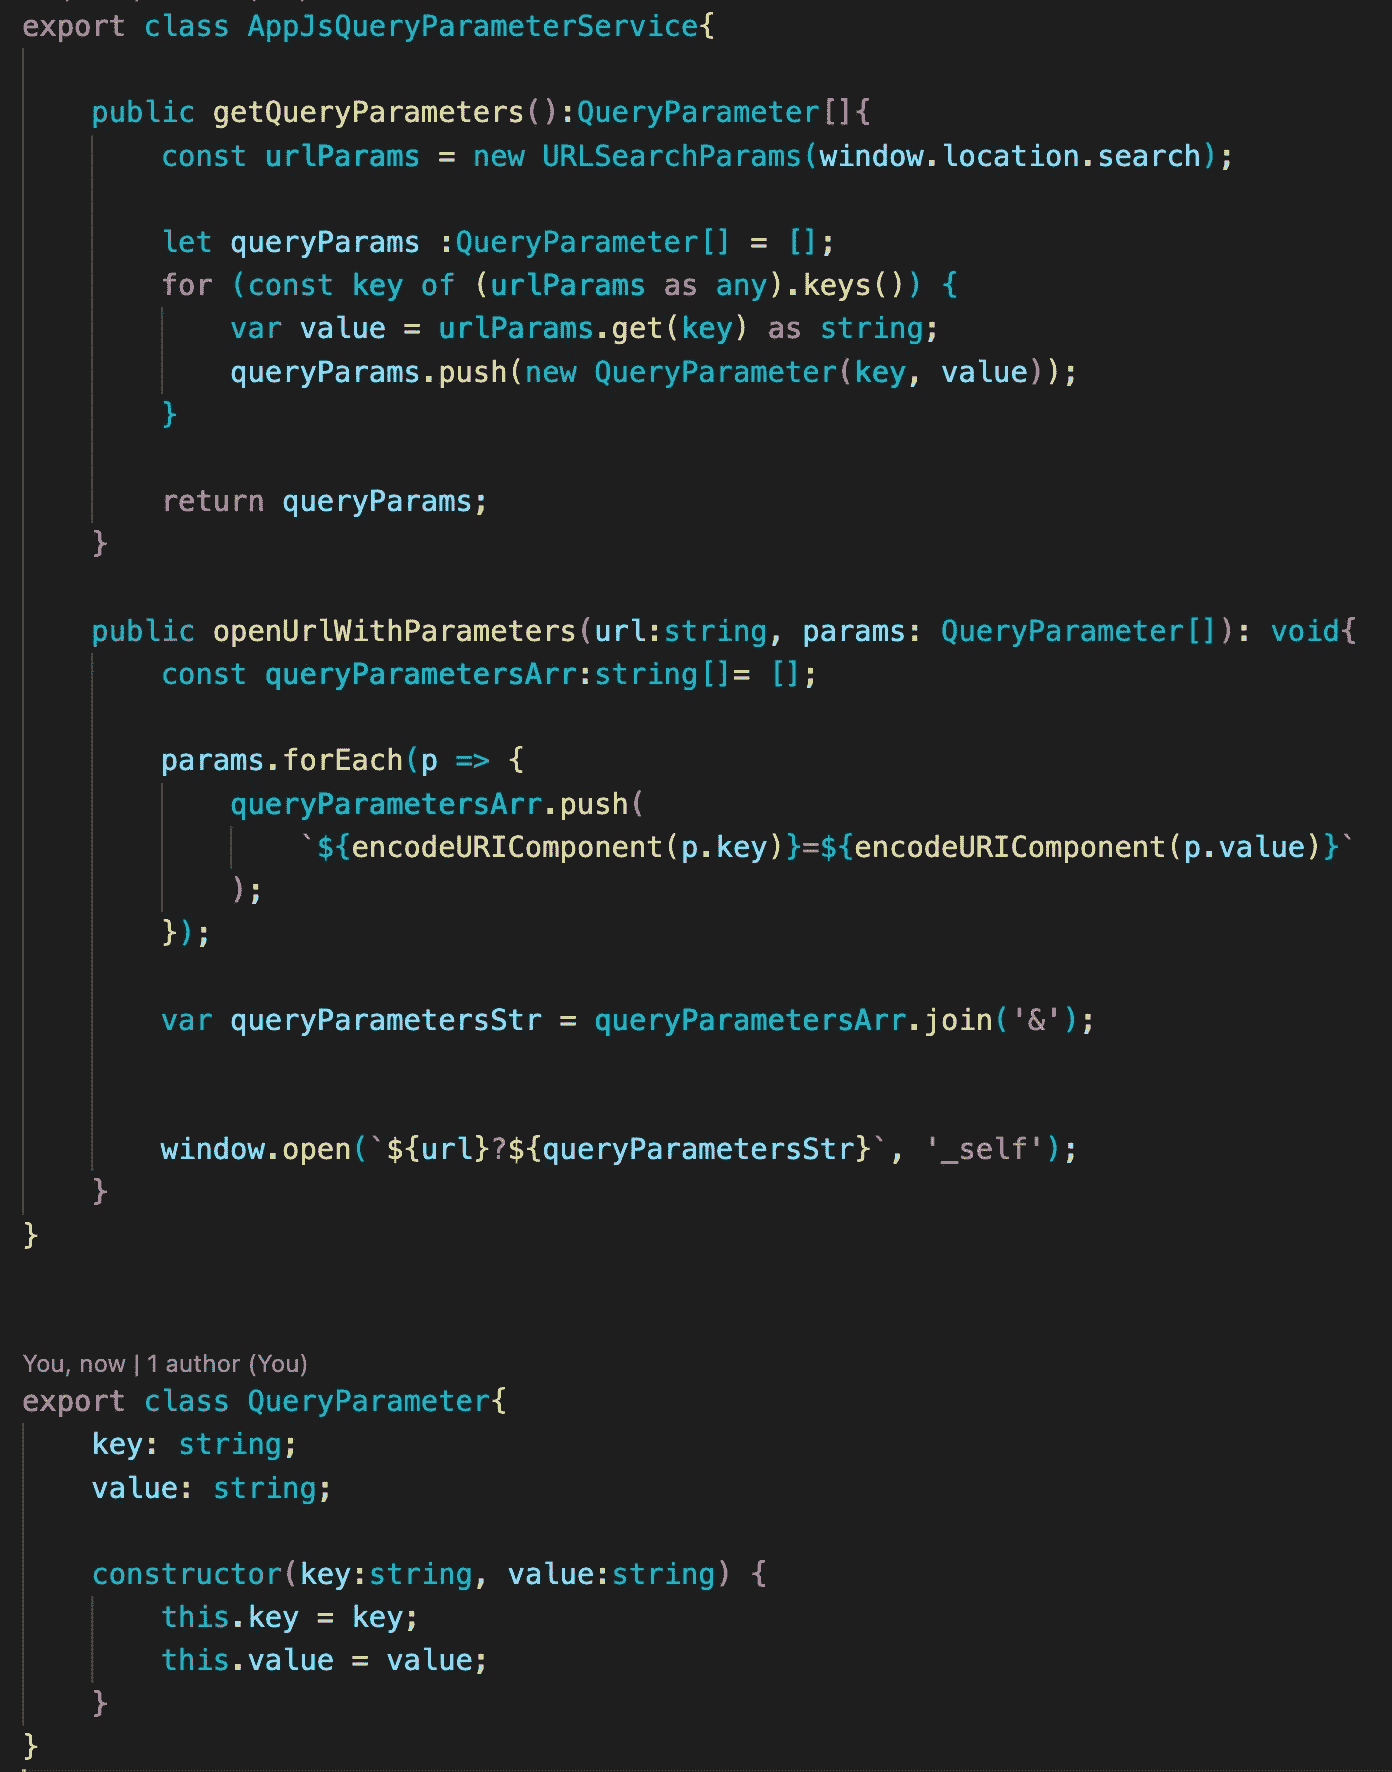 export class AppJsQueryParameterService{
public getQueryParameters():QueryParameter[]{
const urlParams = new URLSearchParams(window.location.search);
let queryParams :QueryParameter[] = [];
for (const key of (urlParams as any).keys()) {
var value = urlParams.get(key) as string;
queryParams.push(new QueryParameter(key, value));
}
return queryParams;
}
public openUrlWithParameters(url:string, params: QueryParameter[]): void{
const queryParametersArr:string[]= [];
params.forEach(p => {
queryParametersArr.push(
`${encodeURIComponent(p.key)}=${encodeURIComponent(p.value)}`
);
});
var queryParametersStr = queryParametersArr.join('&');
window.open(`${url}?${queryParametersStr}`, '_self');
}
}
You, now | 1 author (You)
export class QueryParameter{
key: string;
value: string;
constructor(key:string, value:string) {
this.key = key;
this.value = value;
}
}